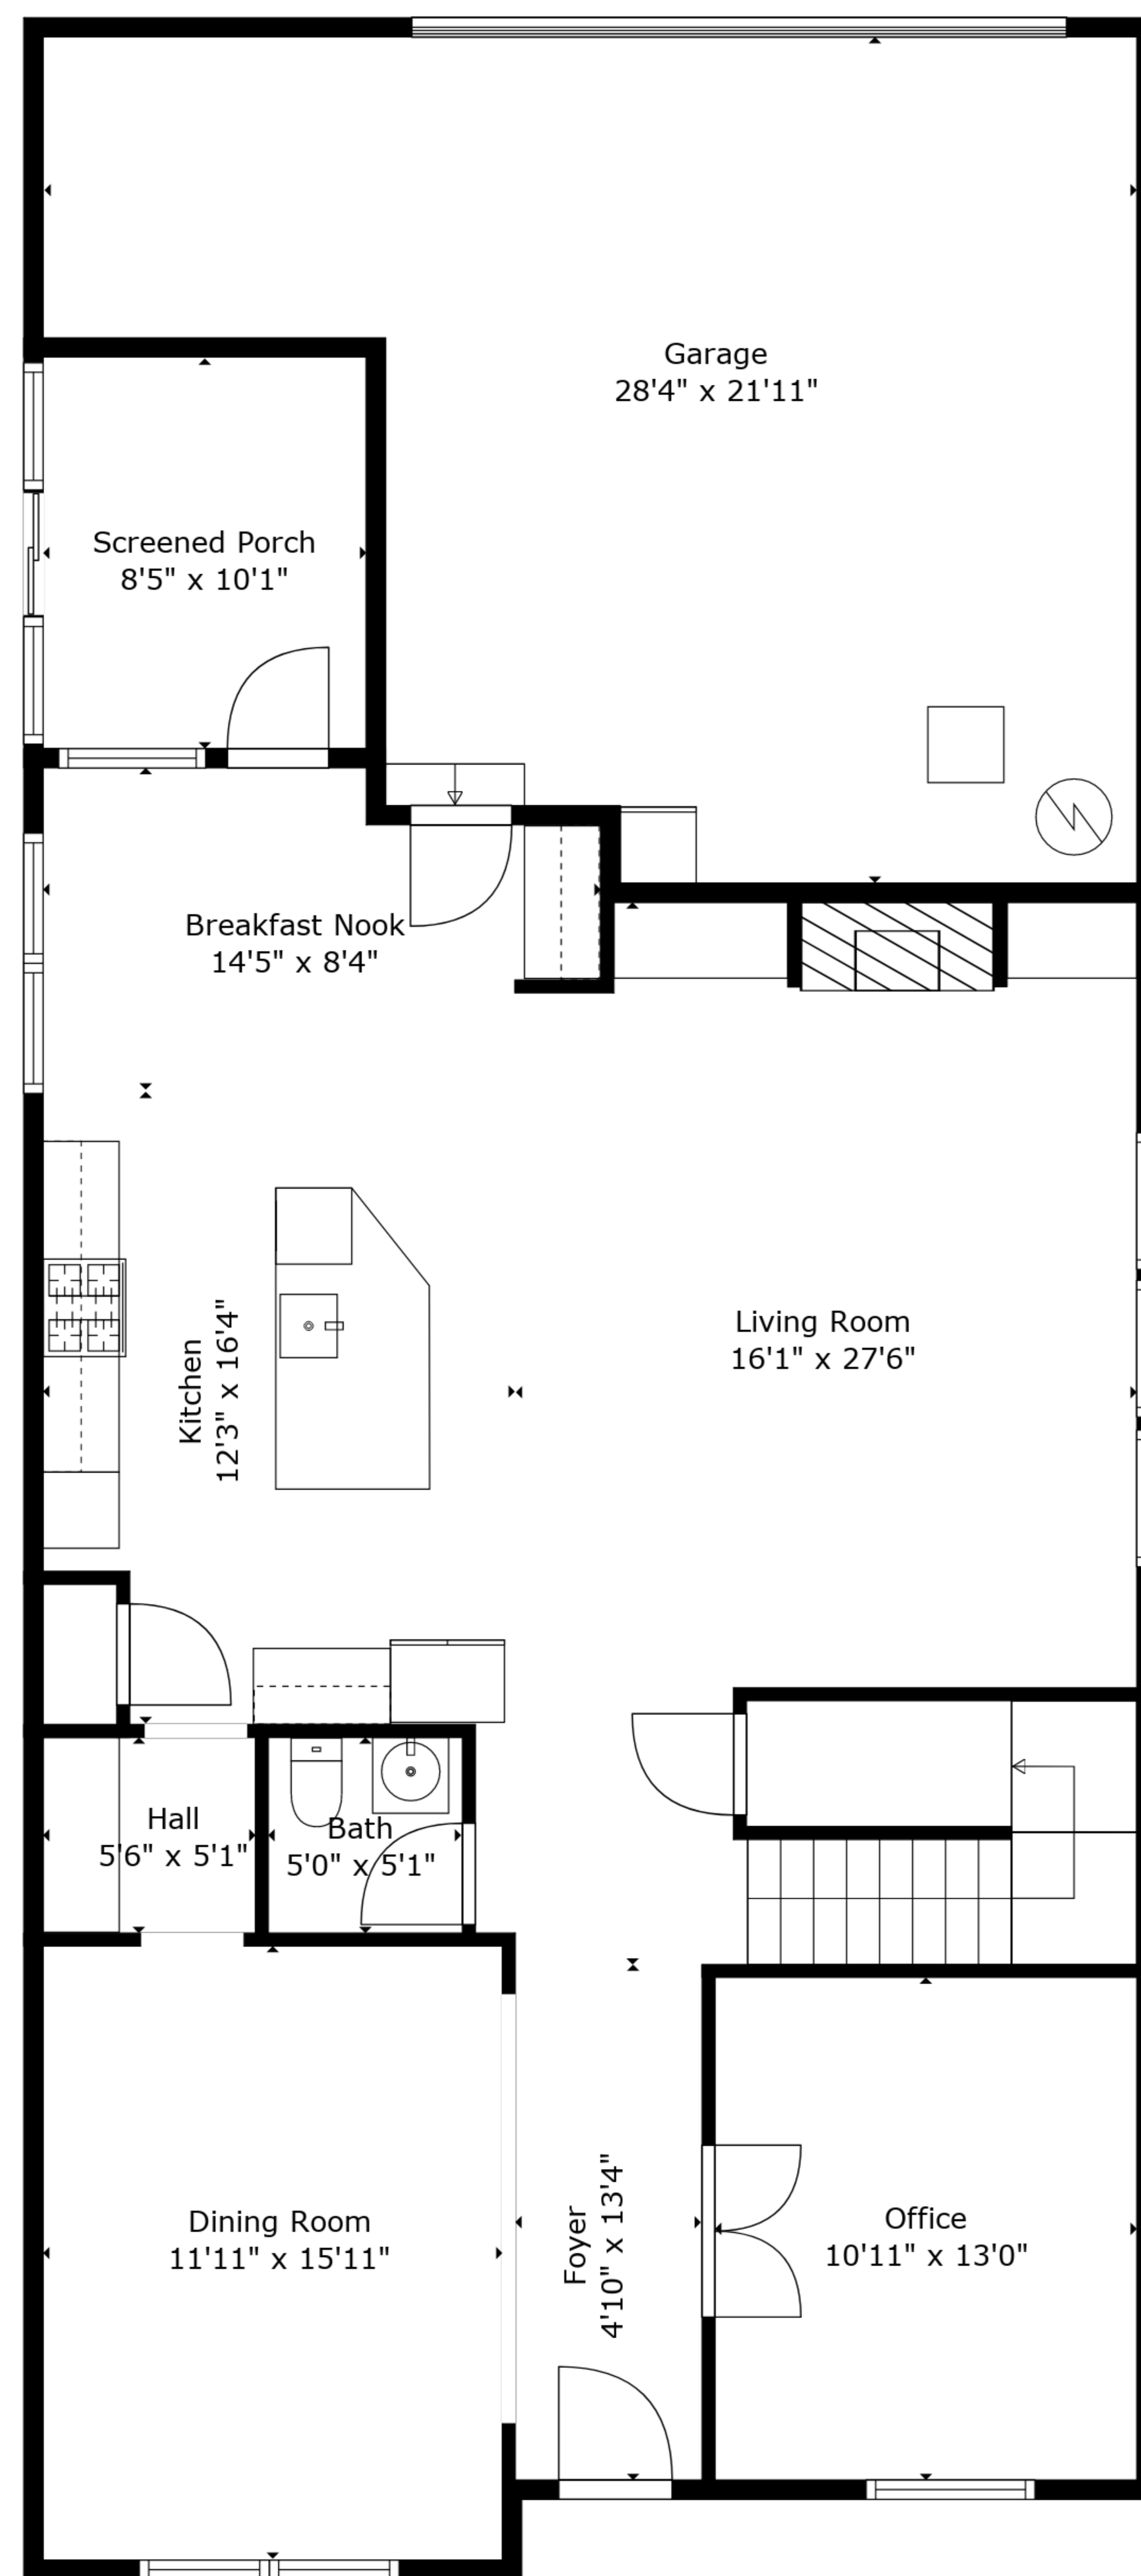 Garage
28'4" x 21'11"
Screened Porch
8'5" x 10'1"
Breakfast Nook
14'5" x 8'4"
Living Room
16'1" x 27'6"
Kitchen
12'3" x 16'4"
Hall
5'6" x 5'1"
Bath
5'0" x 5'1"
Dining Room
11'11" x 15'11"
Foyer
4'10" x 13'4"
Office
10'11" x 13'0"